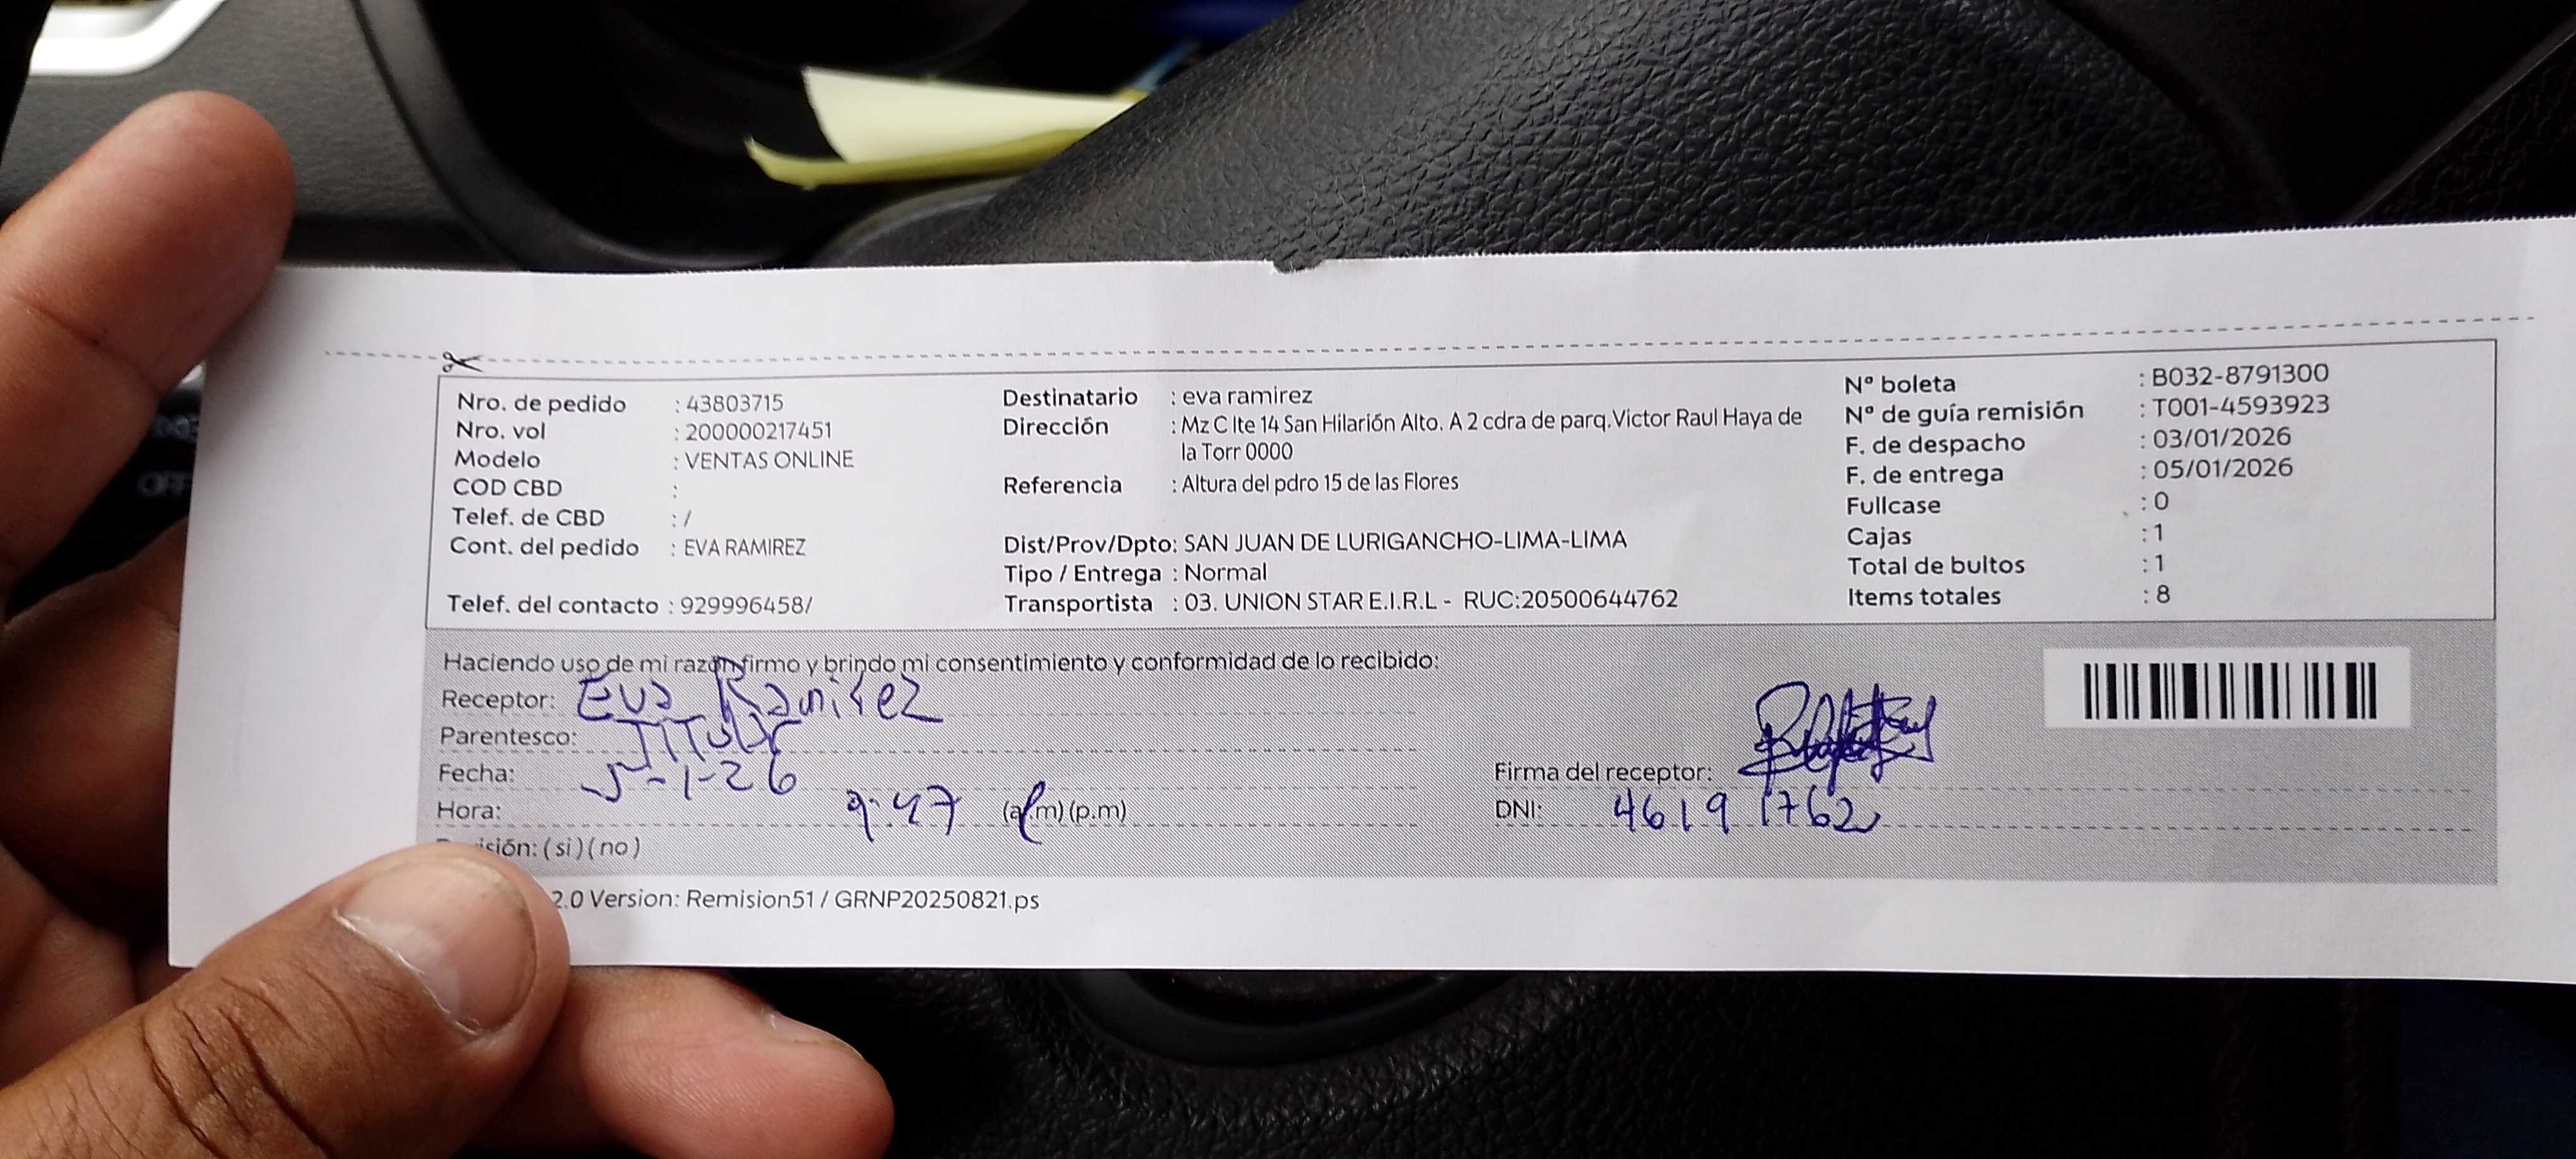 Nro. de pedido : 43803715
Nro. vol : 200000217451
Modelo : VENTAS ONLINE
COD CBD :
Telef. de CBD : /
Cont. del pedido : EVA RAMIREZ
Telef. del contacto : 929996458/
Destinatario : eva ramirez
Dirección : Mz C lte 14 San Hilarión Alto. A 2 cdra de parq.Victor Raul Haya de
la Torr 0000
Referencia : Altura del pdro 15 de las Flores
Dist/Prov/Dpto: SAN JUAN DE LURIGANCHO-LIMA-LIMA
Tipo / Entrega : Normal
Transportista : 03. UNION STAR E.I.R.L - RUC:20500644762
Nº boleta : B032-8791300
Nº de guía remisión : T001-4593923
F. de despacho : 03/01/2026
F. de entrega : 05/01/2026
Fullcase : 0
Cajas : 1
Total de bultos : 1
Items totales : 8
Haciendo uso de mi razón firmo y brindo mi consentimiento y conformidad de lo recibido:
Receptor: Eva Ramirez
Parentesco: TITULAR
Fecha: 5-1-26
Hora: 9:47 (a.m) (p.m)
isión: ( si ) ( no )
Firma del receptor:
DNI: 46191762
2.0 Version: Remision51 / GRNP20250821.ps